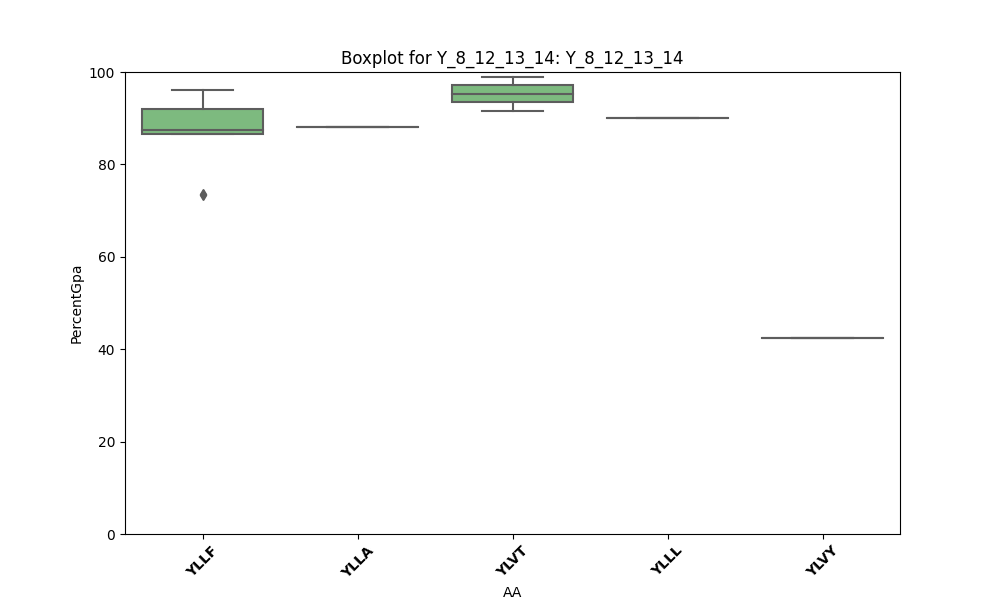 Boxplot for Y_8_12_13_14: Y_8_12_13_14
100
80
60
40
20
0
PercentGpa
YLLF
YLLA
YLVT
YLLL
YLVY
AA